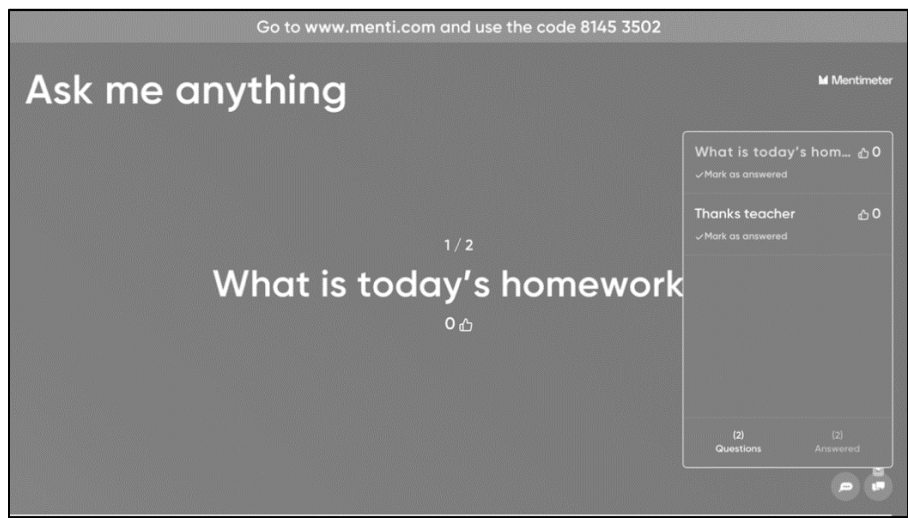 Go to www.menti.com and use the code 8145 3502
Ask me anything
Mentimeter
What is today's hom... 0
Mark as answered
Thanks teacher 0
Mark as answered
1 / 2
What is today's homework
0
(2) (2)
Questions Answered